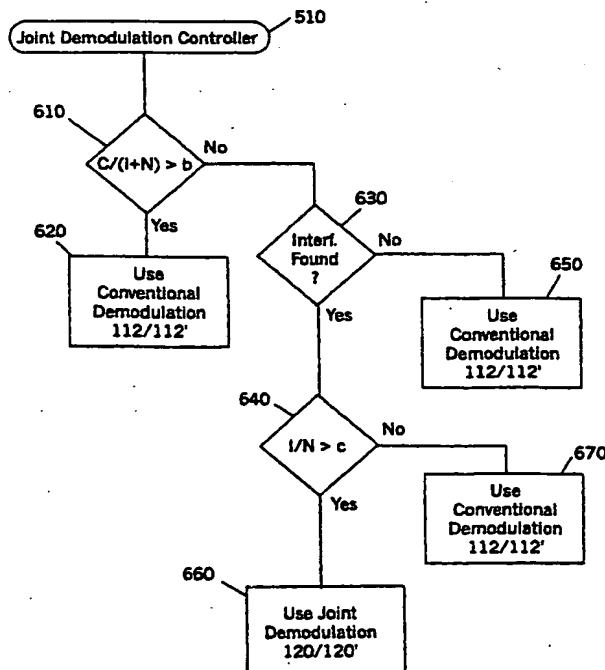 510
Joint Demodulation Controller
610
C/(I+N) > b
No
Yes
630
Interf.
Found
?
No
Yes
620
Use
Conventional
Demodulation
112/112'
650
Use
Conventional
Demodulation
112/112'
640
I/N > c
No
Yes
670
Use
Conventional
Demodulation
112/112'
660
Use Joint
Demodulation
120/120'